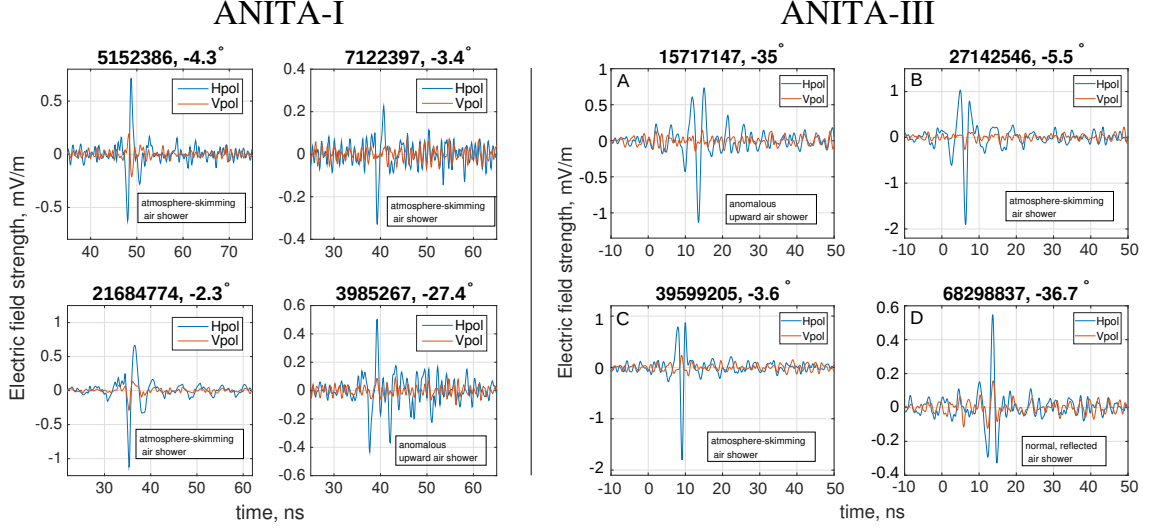 ANITA-I
ANITA-III
Electric field strength, mV/m
5152386, -4.3°
0.5
0
-0.5
40 50 60 70
Hpol
Vpol
atmosphere-skimming
air shower
7122397, -3.4°
0.4
0.2
0
-0.2
-0.4
30 40 50 60
Hpol
Vpol
atmosphere-skimming
air shower
21684774, -2.3°
1
0.5
0
-0.5
-1
30 40 50 60
Hpol
Vpol
atmosphere-skimming
air shower
3985267, -27.4°
0.6
0.4
0.2
0
-0.2
-0.4
-0.6
30 40 50 60
Hpol
Vpol
anomalous
upward air shower
time, ns
Electric field strength, mV/m
15717147, -35°
A
1
0.5
0
-0.5
-1
-10 0 10 20 30 40 50
Hpol
Vpol
anomalous
upward air shower
27142546, -5.5°
B
1
0
-1
-2
-10 0 10 20 30 40 50
Hpol
Vpol
atmosphere-skimming
air shower
39599205, -3.6°
C
1
0
-1
-2
-10 0 10 20 30 40 50
Hpol
Vpol
atmosphere-skimming
air shower
68298837, -36.7°
D
0.6
0.4
0.2
0
-0.2
-0.4
-10 0 10 20 30 40 50
Hpol
Vpol
normal, reflected
air shower
time, ns